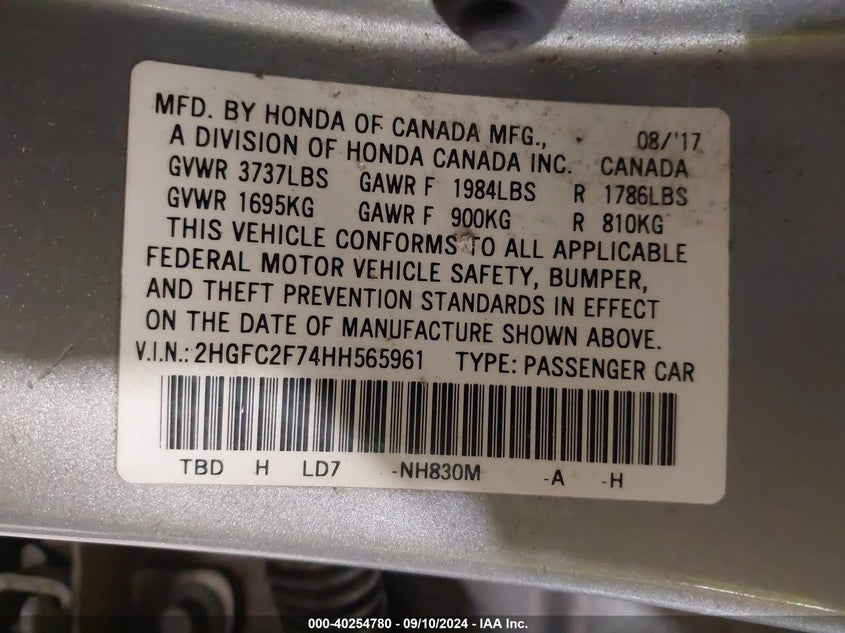 MFD. BY HONDA OF CANADA MFG., 08/'17
A DIVISION OF HONDA CANADA INC. CANADA
GVWR 3737LBS GAWR F 1984LBS R 1786LBS
GVWR 1695KG GAWR F 900KG R 810KG
THIS VEHICLE CONFORMS TO ALL APPLICABLE
FEDERAL MOTOR VEHICLE SAFETY, BUMPER,
AND THEFT PREVENTION STANDARDS IN EFFECT
ON THE DATE OF MANUFACTURE SHOWN ABOVE.
V.I.N.: 2HGFC2F74HH565961 TYPE: PASSENGER CAR
TBD H LD7 -NH830M -A -H
000-40254780 - 09/10/2024 - IAA Inc.